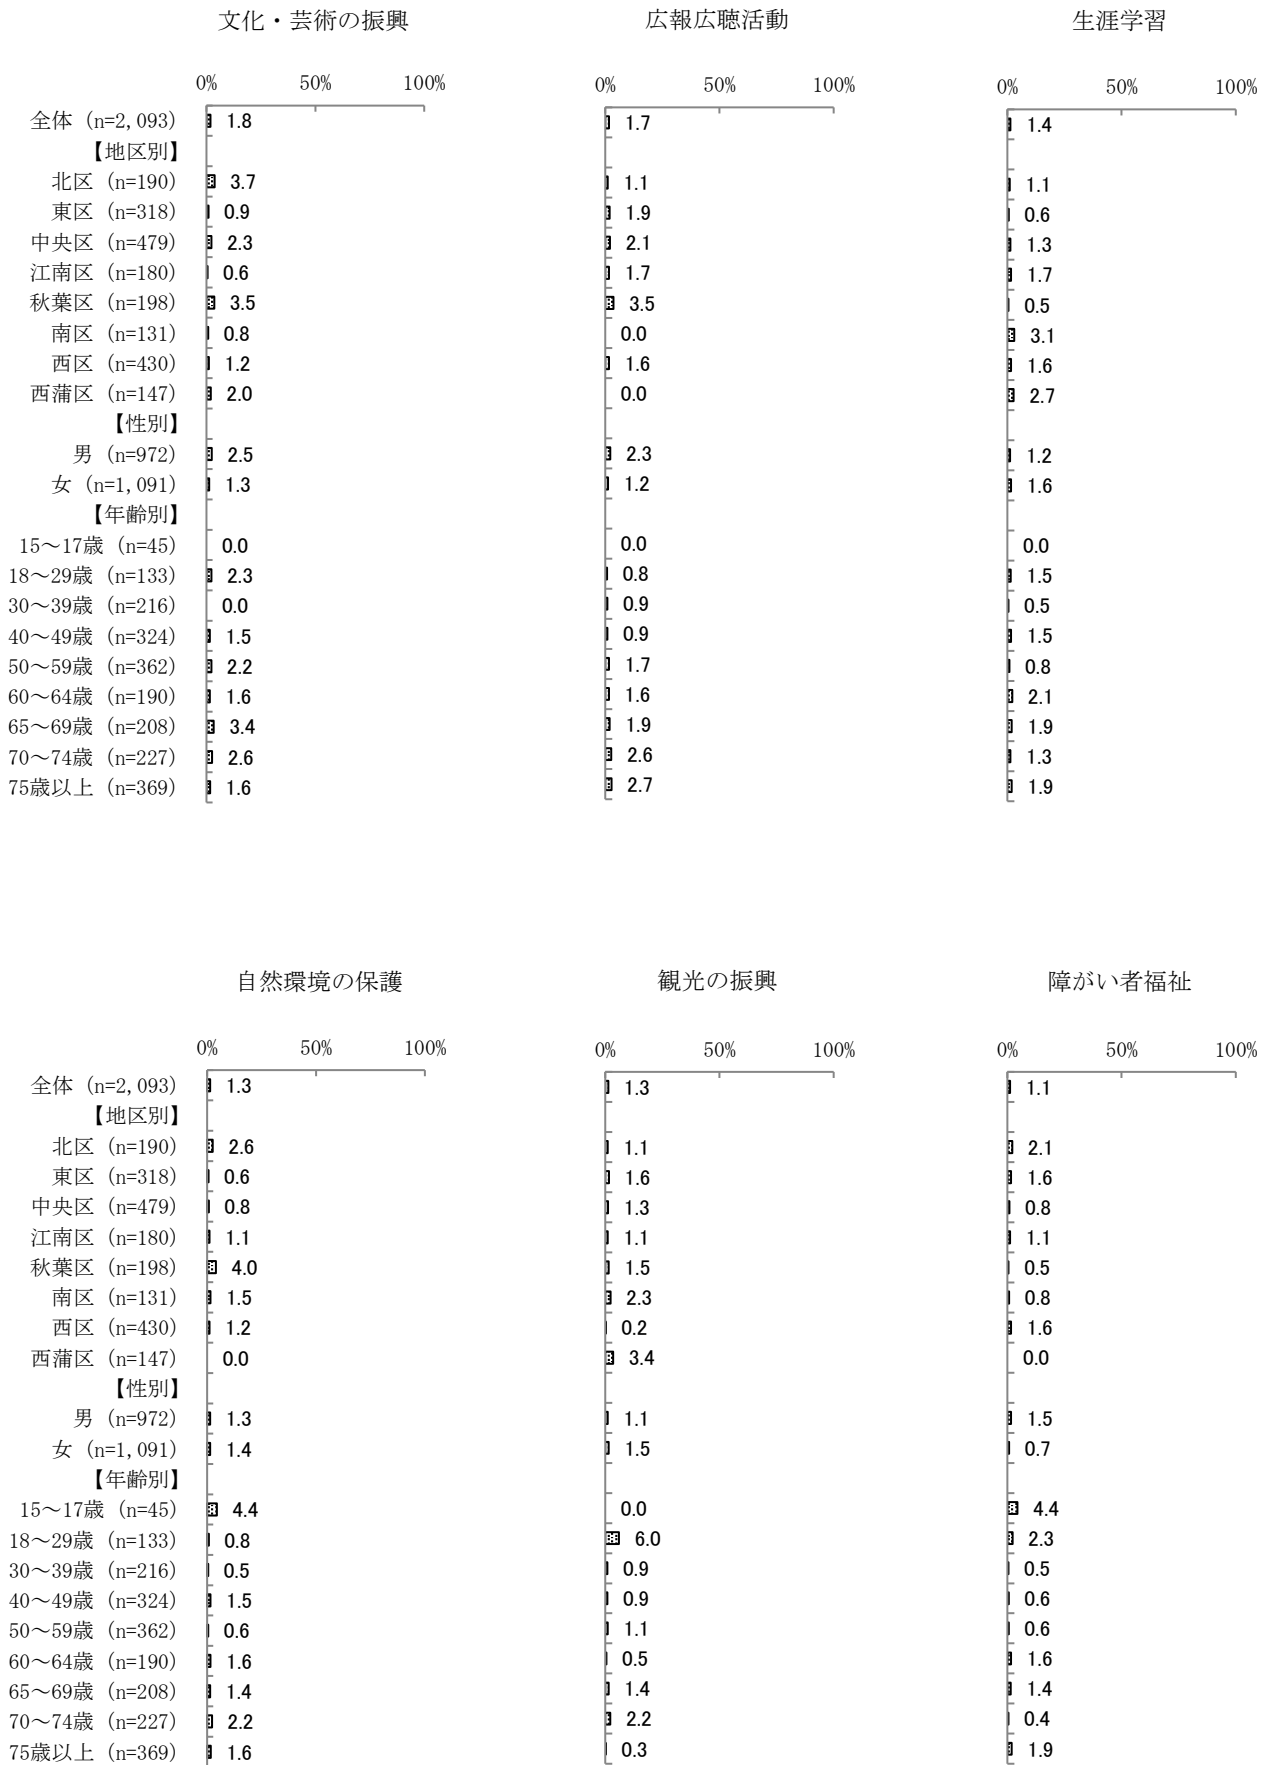 文化・芸術の振興 広報広聴活動 生涯学習
0% 50% 100% 0% 50% 100% 0% 50% 100%
全体 (n=2,093) 1.8 1.7 1.4
【地区別】
北区 (n=190) 3.7 1.1 1.1
東区 (n=318) 0.9 1.9 0.6
中央区 (n=479) 2.3 2.1 1.3
江南区 (n=180) 0.6 1.7 1.7
秋葉区 (n=198) 3.5 3.5 0.5
南区 (n=131) 0.8 0.0 3.1
西区 (n=430) 1.2 1.6 1.6
西蒲区 (n=147) 2.0 0.0 2.7
【性別】
男 (n=972) 2.5 2.3 1.2
女 (n=1,091) 1.3 1.2 1.6
【年齢別】
15～17歳 (n=45) 0.0 0.0 0.0
18～29歳 (n=133) 2.3 0.8 1.5
30～39歳 (n=216) 0.0 0.9 0.5
40～49歳 (n=324) 1.5 0.9 1.5
50～59歳 (n=362) 2.2 1.7 0.8
60～64歳 (n=190) 1.6 1.6 2.1
65～69歳 (n=208) 3.4 1.9 1.9
70～74歳 (n=227) 2.6 2.6 1.3
75歳以上 (n=369) 1.6 2.7 1.9
自然環境の保護 観光の振興 障がい者福祉
0% 50% 100% 0% 50% 100% 0% 50% 100%
全体 (n=2,093) 1.3 1.3 1.1
【地区別】
北区 (n=190) 2.6 1.1 2.1
東区 (n=318) 0.6 1.6 1.6
中央区 (n=479) 0.8 1.3 0.8
江南区 (n=180) 1.1 1.1 1.1
秋葉区 (n=198) 4.0 1.5 0.5
南区 (n=131) 1.5 2.3 0.8
西区 (n=430) 1.2 0.2 1.6
西蒲区 (n=147) 0.0 3.4 0.0
【性別】
男 (n=972) 1.3 1.1 1.5
女 (n=1,091) 1.4 1.5 0.7
【年齢別】
15～17歳 (n=45) 4.4 0.0 4.4
18～29歳 (n=133) 0.8 6.0 2.3
30～39歳 (n=216) 0.5 0.9 0.5
40～49歳 (n=324) 1.5 0.9 0.6
50～59歳 (n=362) 0.6 1.1 0.6
60～64歳 (n=190) 1.6 0.5 1.6
65～69歳 (n=208) 1.4 1.4 1.4
70～74歳 (n=227) 2.2 2.2 0.4
75歳以上 (n=369) 1.6 0.3 1.9